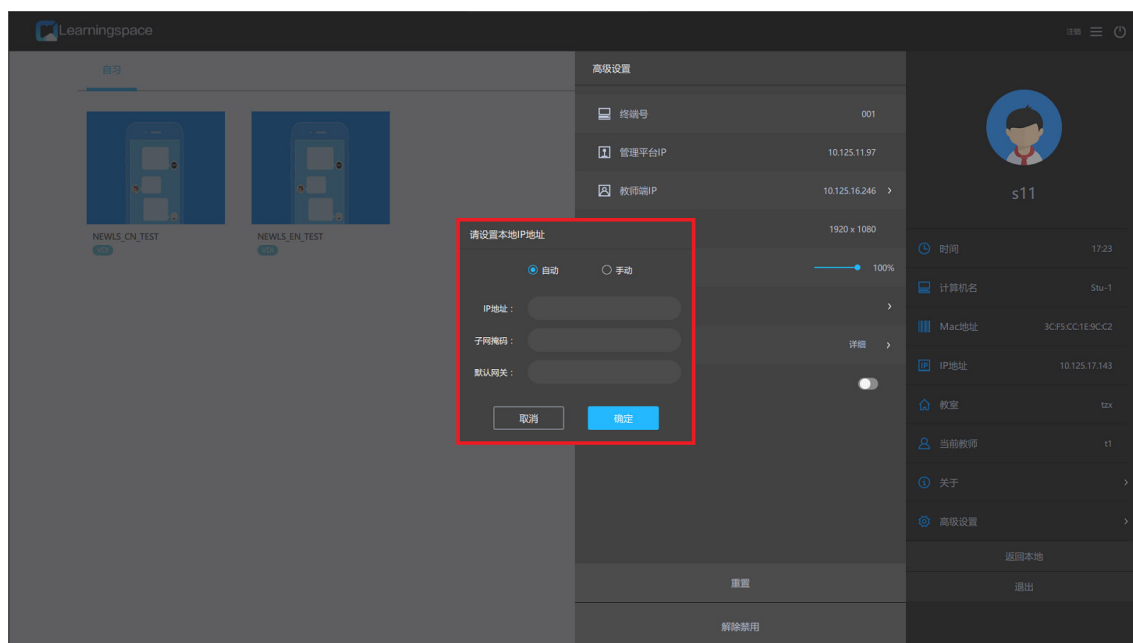 Learningspace
注销
自习
NEWLS_CN_TEST
VDI
NEWLS_EN_TEST
VDI
高级设置
终端号 001
管理平台IP 10.125.11.97
教师端IP 10.125.16.246
1920 x 1080
100%
详细
重置
解除禁用
请设置本地IP地址
自动 手动
IP地址：
子网掩码：
默认网关：
取消 确定
s11
时间 17:23
计算机名 Stu-1
Mac地址 3C:F5:CC:1E:9C:C2
IP地址 10.125.17.143
教室 tzx
当前教师 t1
关于
高级设置
返回本地
退出